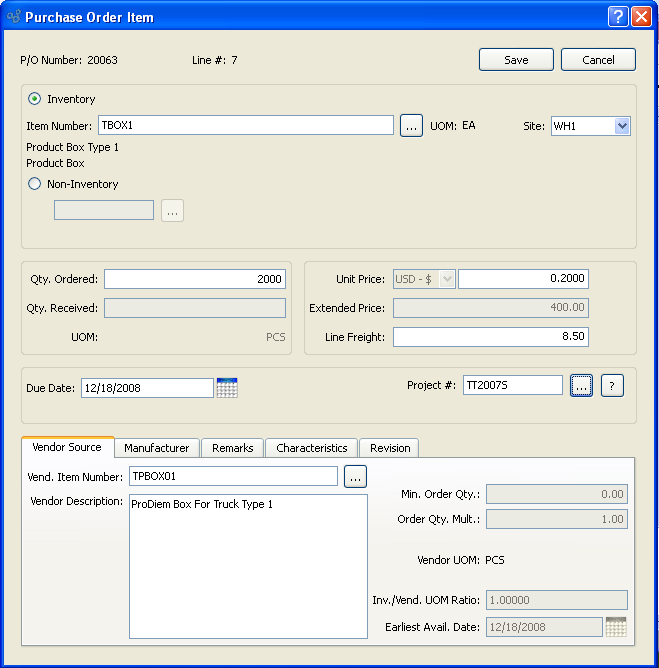 Purchase Order Item
?
P/O Number: 20063 Line #: 7 Save Cancel
Inventory
Item Number: TBOX1 ... UOM: EA Site: WH1
Product Box Type 1
Product Box
Non-Inventory
...
Qty. Ordered: 2000
Qty. Received:
UOM: PCS
Unit Price: USD - $ 0.2000
Extended Price: 400.00
Line Freight: 8.50
Due Date: 12/18/2008 Project #: TT2007S ... ?
Vendor Source Manufacturer Remarks Characteristics Revision
Vend. Item Number: TPBOX01 ...
Vendor Description: ProDiem Box For Truck Type 1
Min. Order Qty.: 0.00
Order Qty. Mult.: 1.00
Vendor UOM: PCS
Inv./Vend. UOM Ratio: 1.00000
Earliest Avail. Date: 12/18/2008